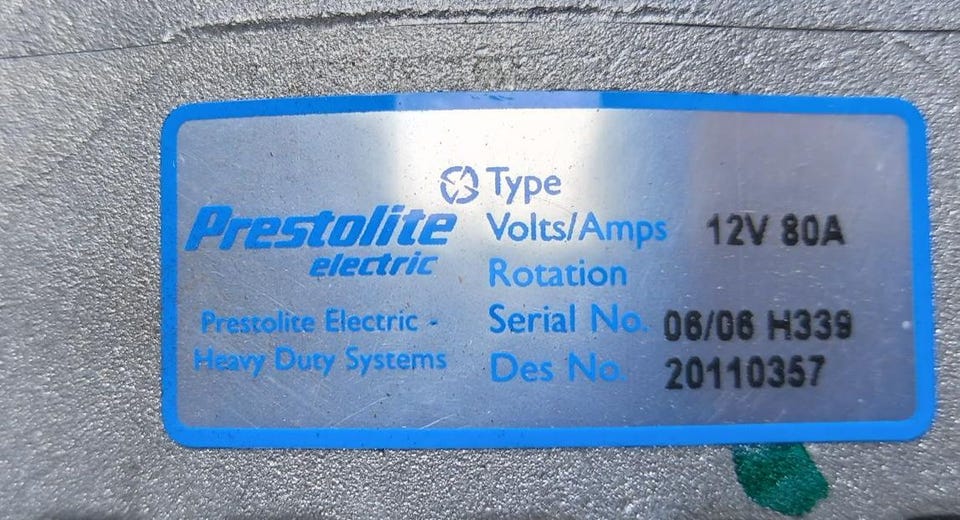 Prestolite
electric
Prestolite Electric -
Heavy Duty Systems
Type
Volts/Amps 12V 80A
Rotation
Serial No. 06/06 H339
Des No. 20110357